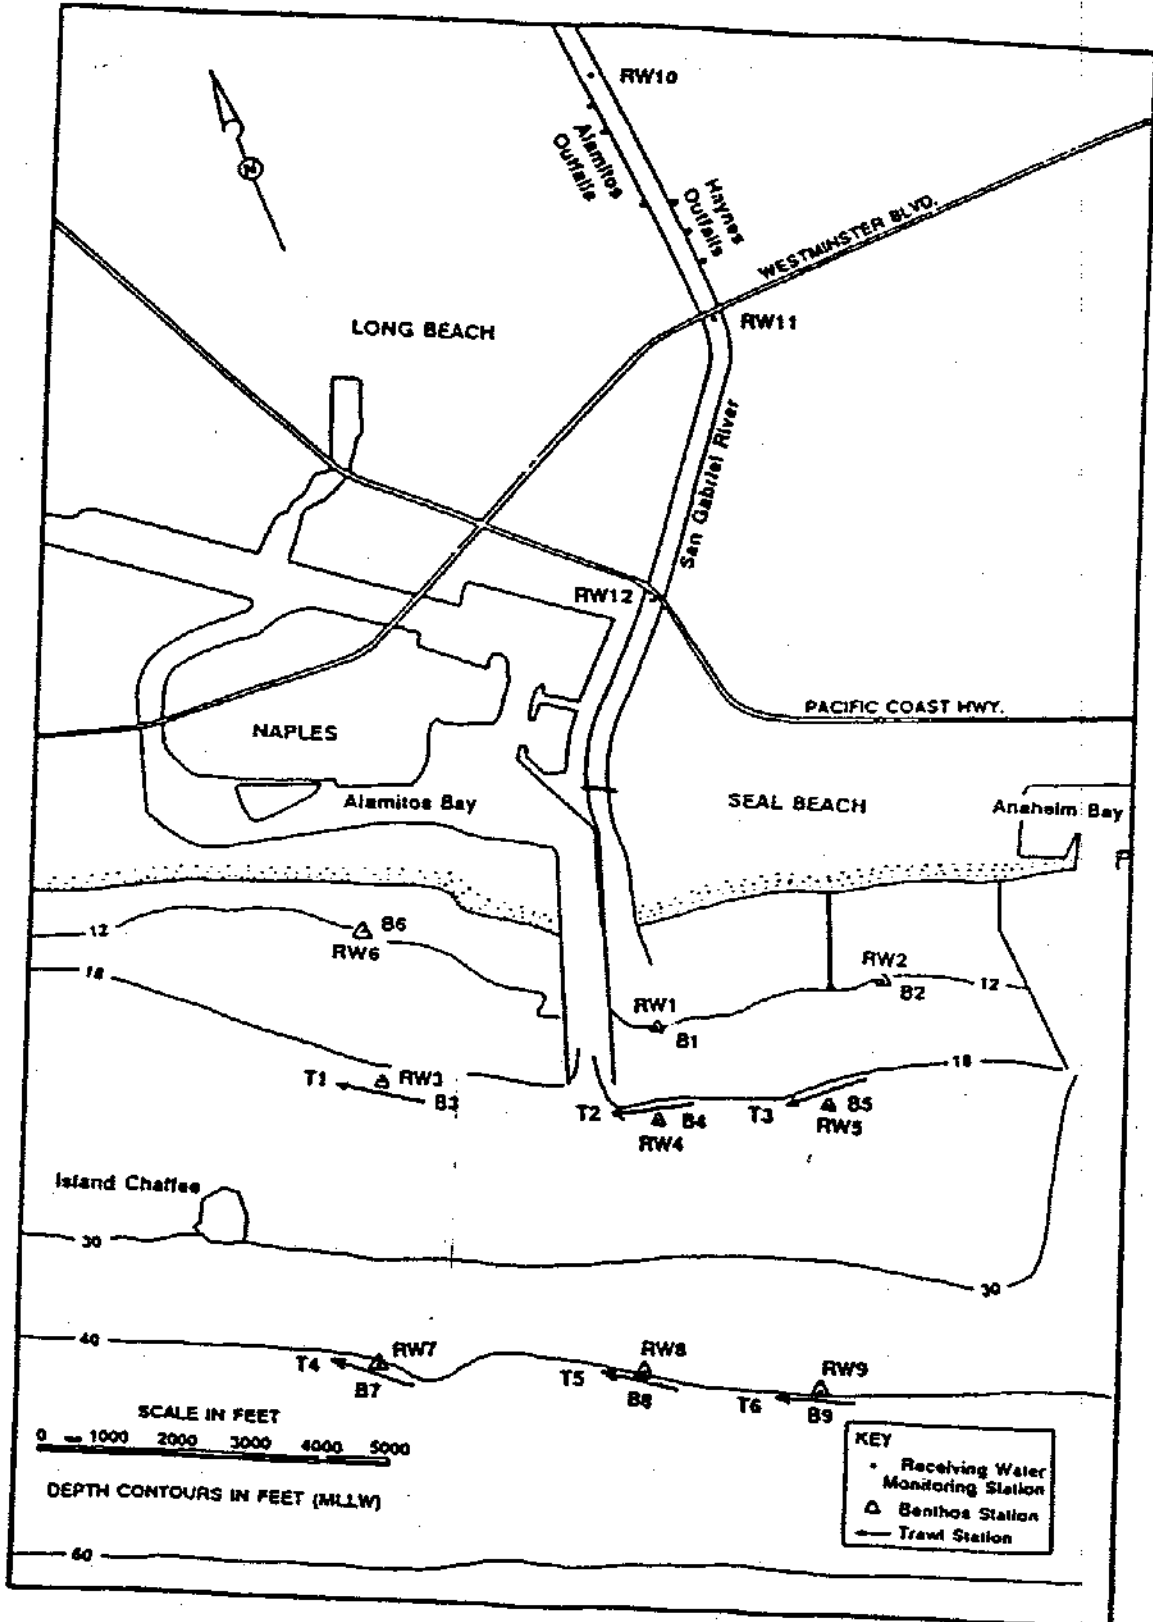 RW10
Alamitos
Outfalls
Haynes
Outfalls
WESTMINSTER BLVD.
RW11
N
LONG BEACH
San Gabriel River
RW12
PACIFIC COAST HWY.
NAPLES
Alamitos Bay
SEAL BEACH
Anaheim Bay
12
B6
RW6
18
RW2
B2
12
RW1
B1
18
T1
RW3
B3
T2
B4
RW4
T3
B5
RW5
Island Chaffee
30
30
40
T4
RW7
B7
T5
RW8
B8
T6
RW9
B9
SCALE IN FEET
0 1000 2000 3000 4000 5000
DEPTH CONTOURS IN FEET (MLLW)
KEY
Receiving Water
Monitoring Station
Benthos Station
Trawl Station
60